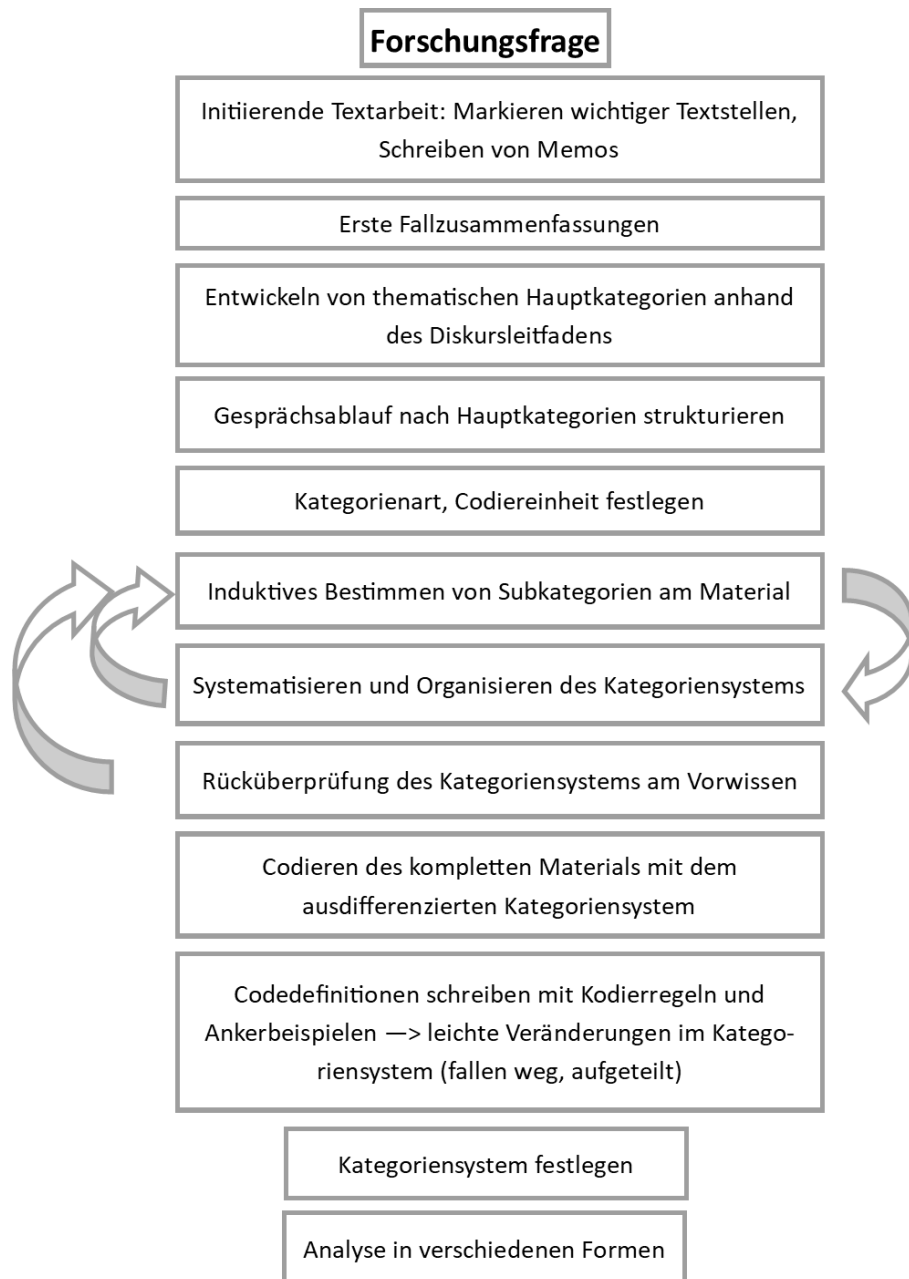 Forschungsfrage
Initiierende Textarbeit: Markieren wichtiger Textstellen,
Schreiben von Memos
Erste Fallzusammenfassungen
Entwickeln von thematischen Hauptkategorien anhand
des Diskursleitfadens
Gesprächsablauf nach Hauptkategorien strukturieren
Kategorienart, Codiereinheit festlegen
Induktives Bestimmen von Subkategorien am Material
Systematisieren und Organisieren des Kategoriensystems
Rücküberprüfung des Kategoriensystems am Vorwissen
Codieren des kompletten Materials mit dem
ausdifferenzierten Kategoriensystem
Codedefinitionen schreiben mit Kodierregeln und
Ankerbeispielen —> leichte Veränderungen im Katego-
riensystem (fallen weg, aufgeteilt)
Kategoriensystem festlegen
Analyse in verschiedenen Formen